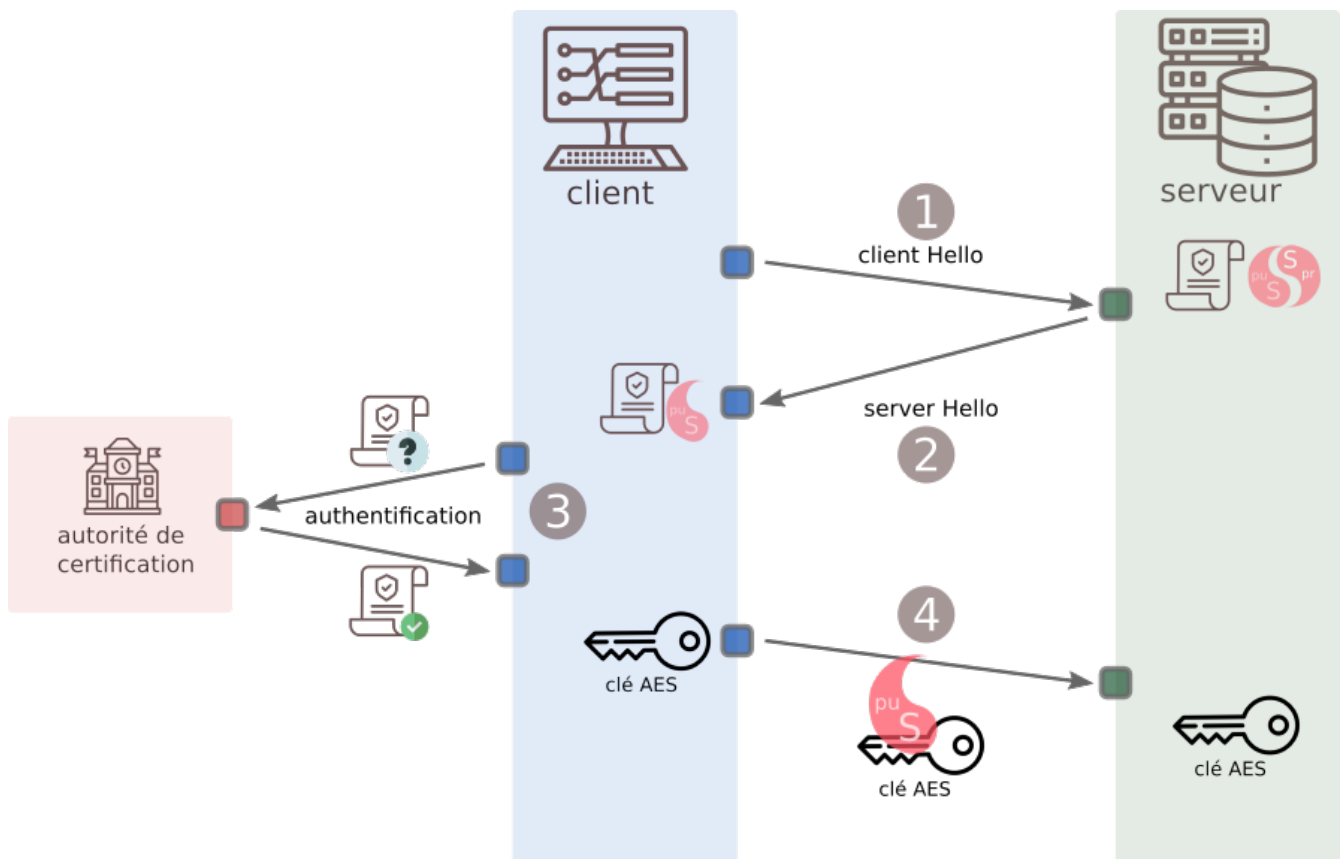 client
serveur
1
client Hello
pu
S
S
pr
pu
S
server Hello
2
?
autorité de
certification
authentification
3
4
clé AES
pu
S
clé AES
clé AES